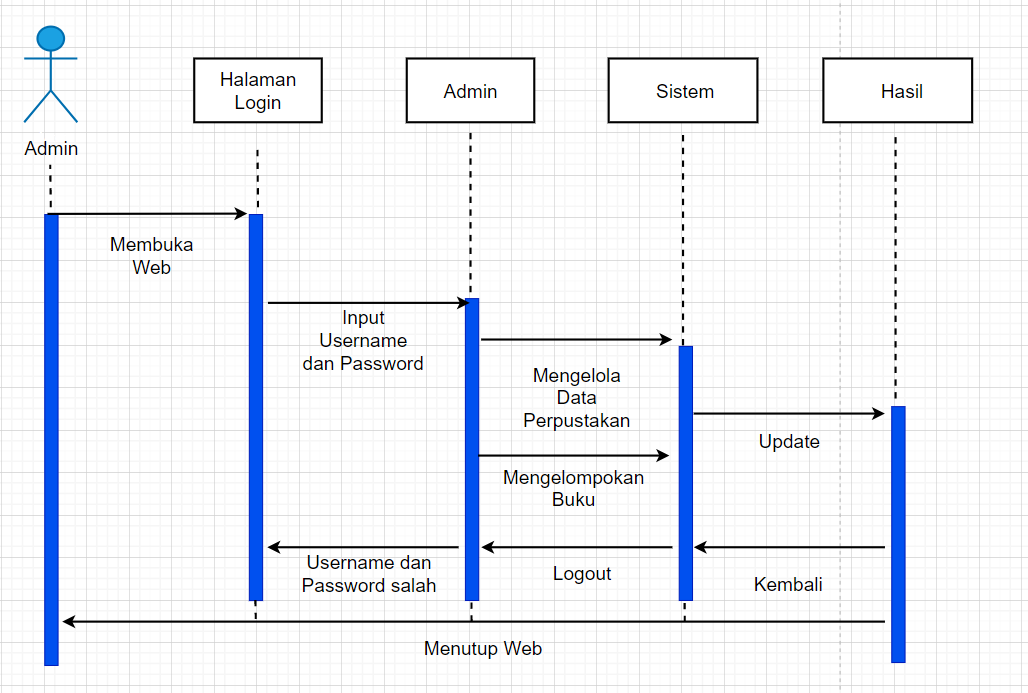 Halaman
Login
Admin
Sistem
Hasil
Admin
Membuka
Web
Input
Username
dan Password
Mengelola
Data
Perpustakan
Update
Mengelompokan
Buku
Username dan
Password salah
Logout
Kembali
Menutup Web